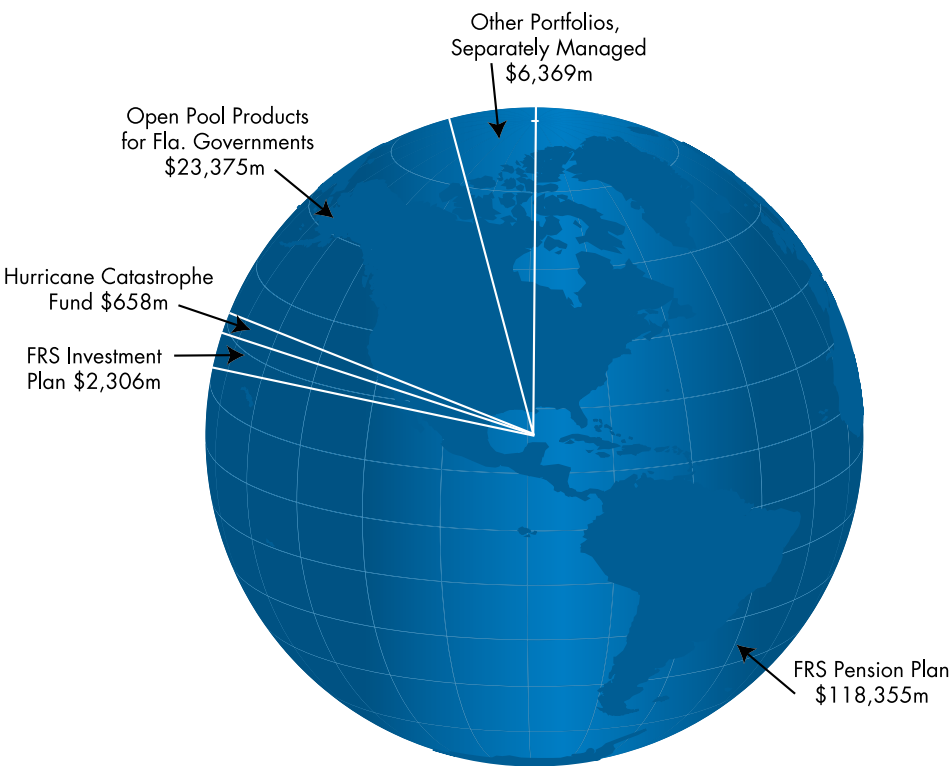 Other Portfolios,
Separately Managed
$6,369m
Open Pool Products
for Fla. Governments
$23,375m
Hurricane Catastrophe
Fund $658m
FRS Investment
Plan $2,306m
FRS Pension Plan
$118,355m